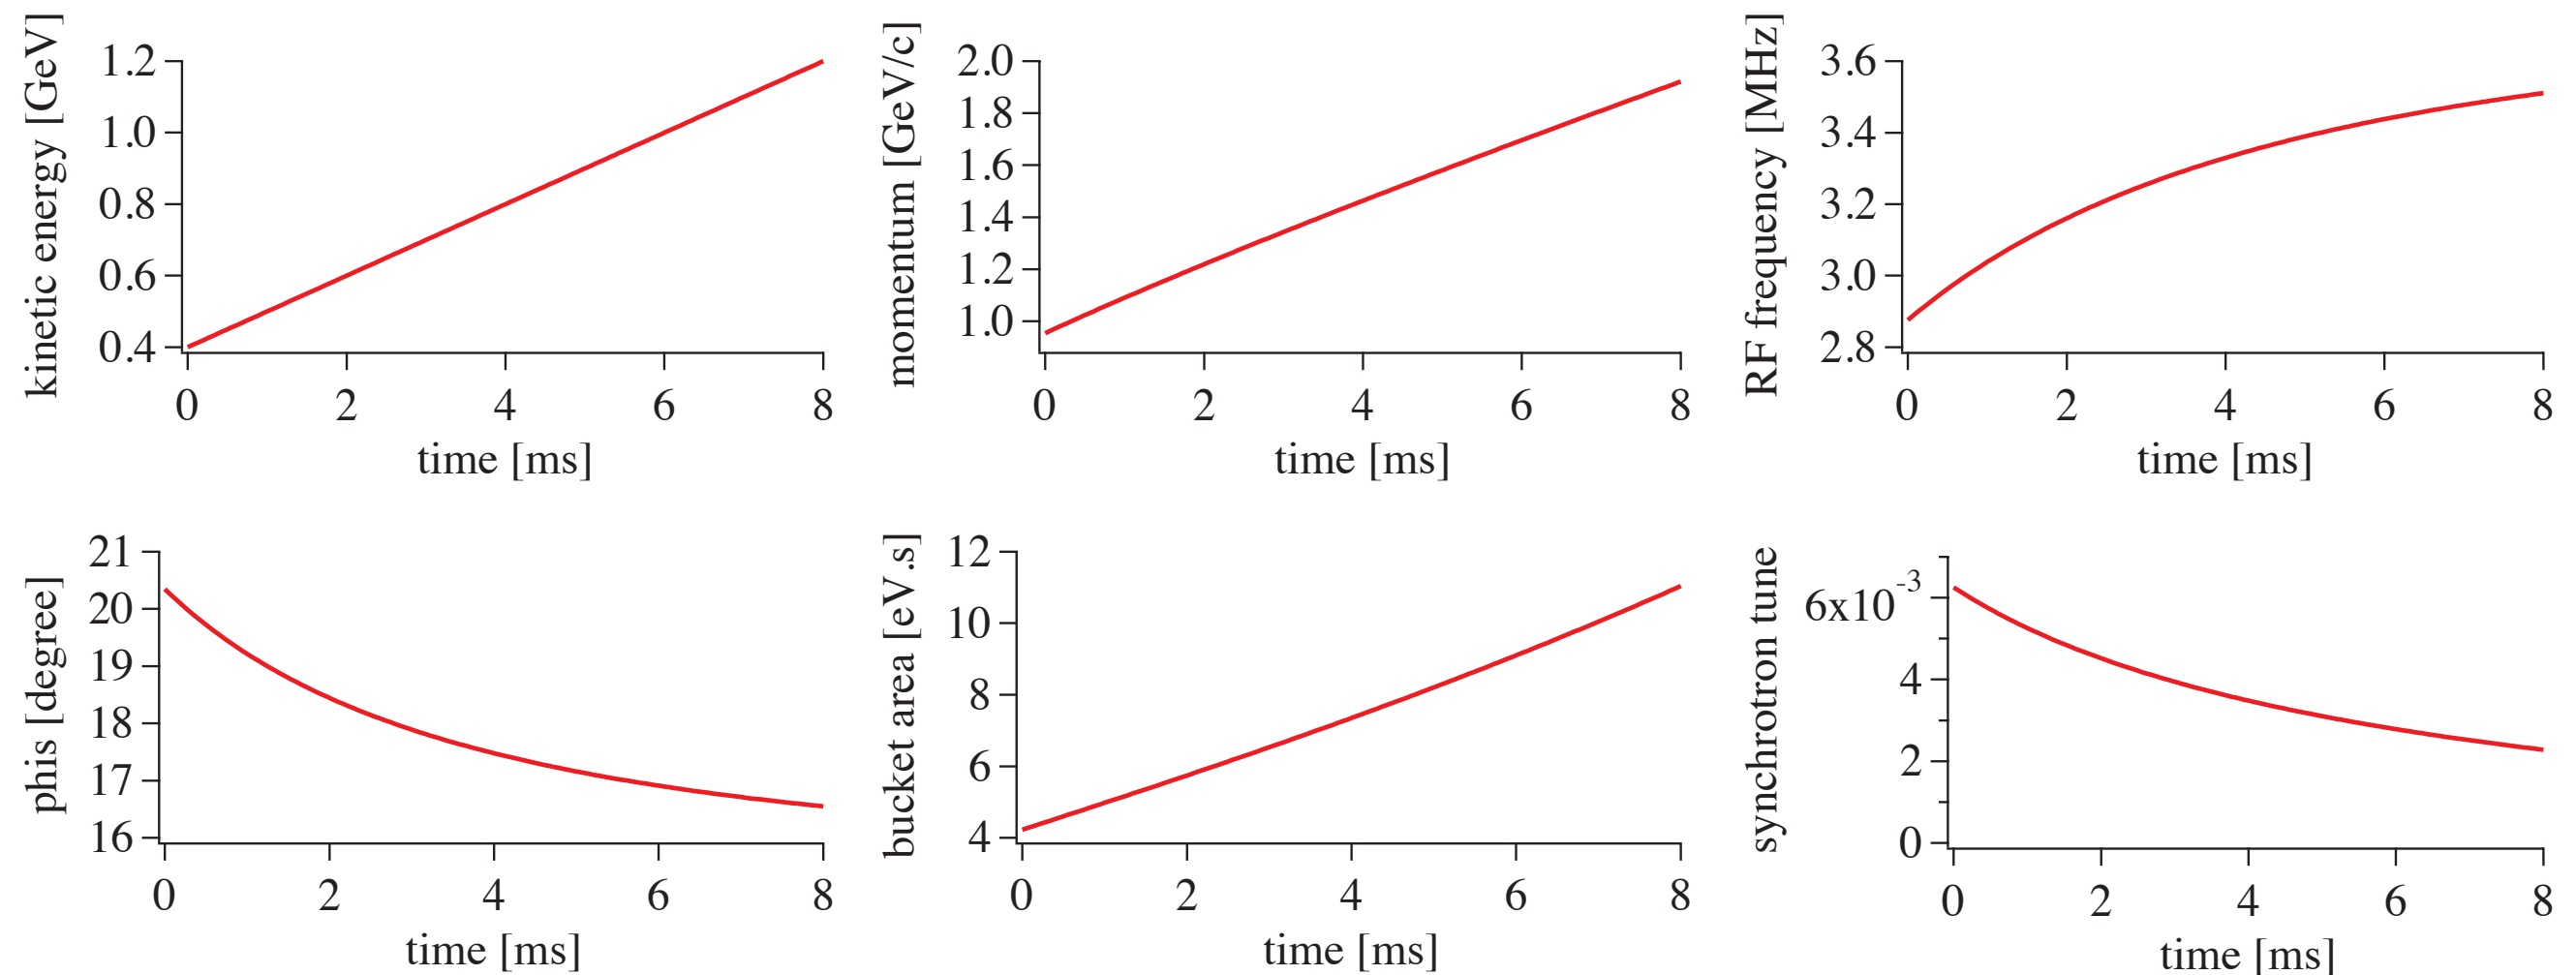 kinetic energy [GeV]
1.2
1.0
0.8
0.6
0.4
0 2 4 6 8
time [ms]
momentum [GeV/c]
2.0
1.8
1.6
1.4
1.2
1.0
0 2 4 6 8
time [ms]
RF frequency [MHz]
3.6
3.4
3.2
3.0
2.8
0 2 4 6 8
time [ms]
phis [degree]
21
20
19
18
17
16
0 2 4 6 8
time [ms]
bucket area [eV.s]
12
10
8
6
4
0 2 4 6 8
time [ms]
synchrotron tune
6x10⁻³
4
2
0
0 2 4 6 8
time [ms]